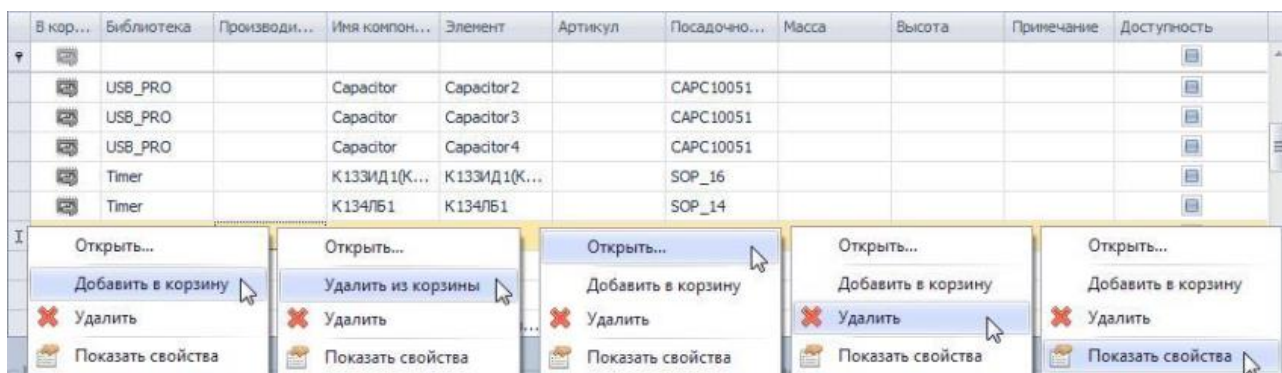 В кор... Библиотека Производи... Имя компон... Элемент Артикул Посадочно... Масса Высота Примечание Доступность
USB_PRO Capacitor Capacitor2 CAPC10051
USB_PRO Capacitor Capacitor3 CAPC10051
USB_PRO Capacitor Capacitor4 CAPC10051
Timer К133ИД1(К... К133ИД1(К... SOP_16
Timer К134ЛБ1 К134ЛБ1 SOP_14
Открыть... Открыть... Открыть... Открыть... Открыть...
Добавить в корзину Удалить из корзины Добавить в корзину Добавить в корзину Добавить в корзину
Удалить Удалить Удалить Удалить Удалить
Показать свойства Показать свойства Показать свойства Показать свойства Показать свойства